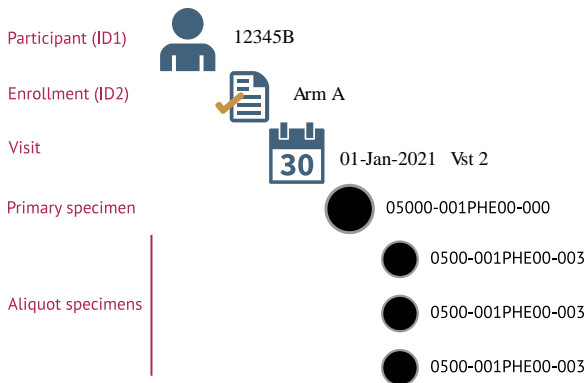 Participant (ID1) 12345B
Enrollment (ID2) Arm A
Visit 30 01-Jan-2021 Vst 2
Primary specimen 05000-001PHE00-000
0500-001PHE00-003
Aliquot specimens 0500-001PHE00-003
0500-001PHE00-003